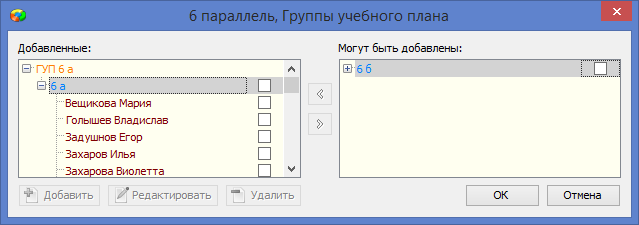 6 параллель, Группы учебного плана
Добавленные:
ГУП 6 а
6 а
Вещикова Мария
Голышев Владислав
Задушнов Егор
Захаров Илья
Захарова Виолетта
Добавить
Редактировать
Удалить
Могут быть добавлены:
6 б
ОК
Отмена